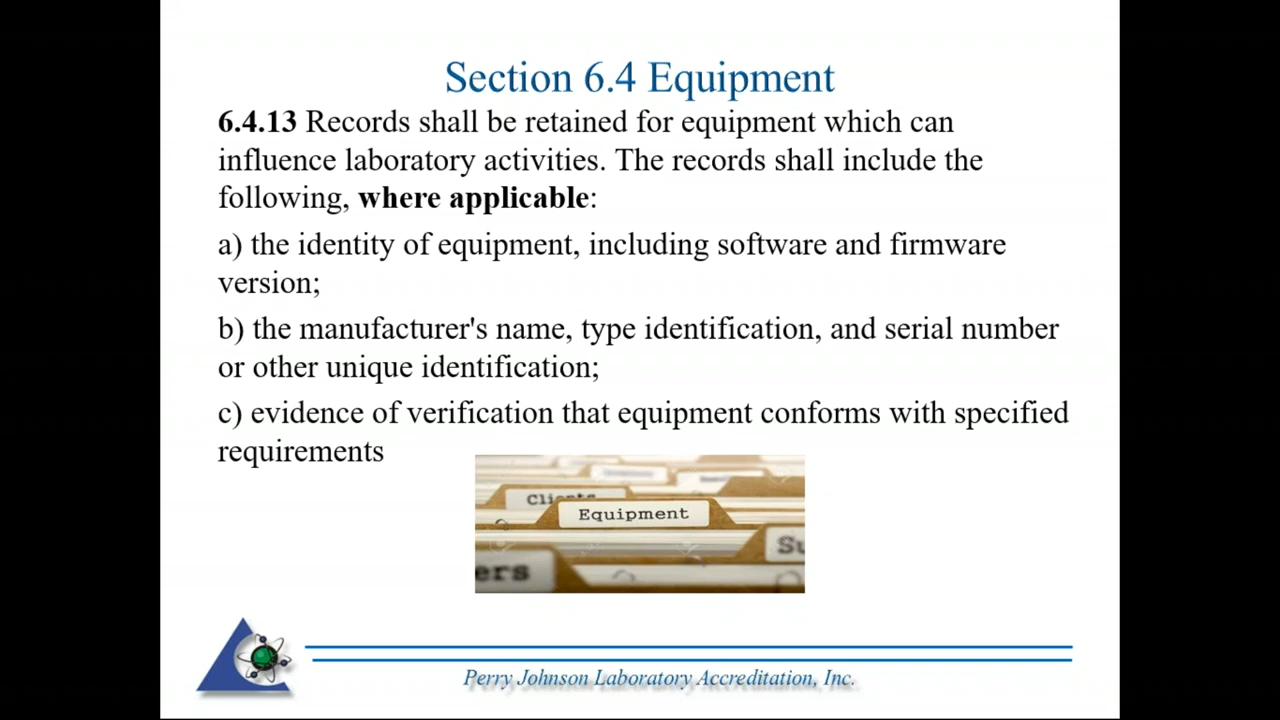 Section 6.4 Equipment
6.4.13 Records shall be retained for equipment which can
influence laboratory activities. The records shall include the
following, where applicable:
a) the identity of equipment, including software and firmware
version;
b) the manufacturer's name, type identification, and serial number
or other unique identification;
c) evidence of verification that equipment conforms with specified
requirements
Clients
Equipment
Su
ers
Perry Johnson Laboratory Accreditation, Inc.